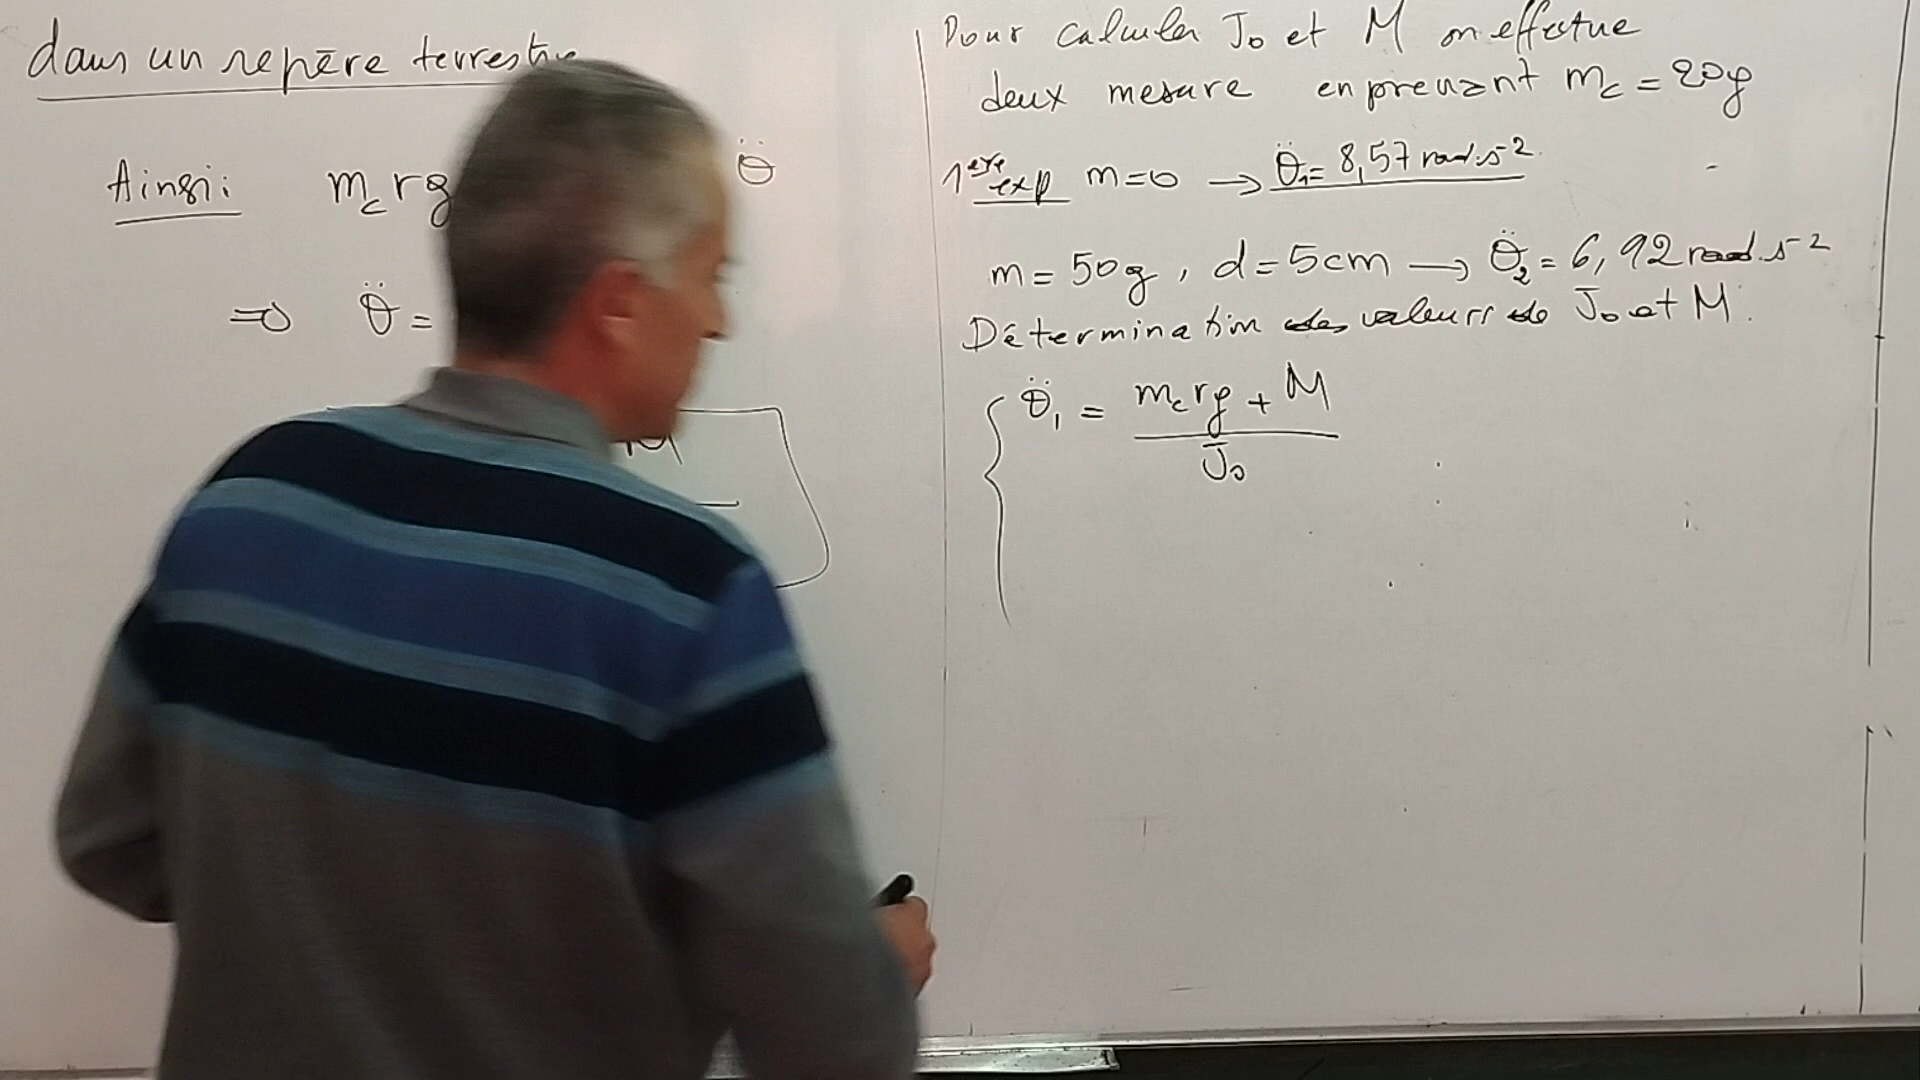 dans un repère terrestre
Ainsi: m_c r g θ̈
=> θ̈ =
M
Pour calculer J₀ et M on effectue
deux mesure en prenant m_c = 20g
1ere exp m=0 → θ̈₁= 8,57 rad.s⁻²
m= 50g, d=5cm → θ̈₂= 6,92 rad.s⁻²
Détermination des valeurs de J₀ et M.
{ θ̈₁ = (m_c r g + M) / J₀